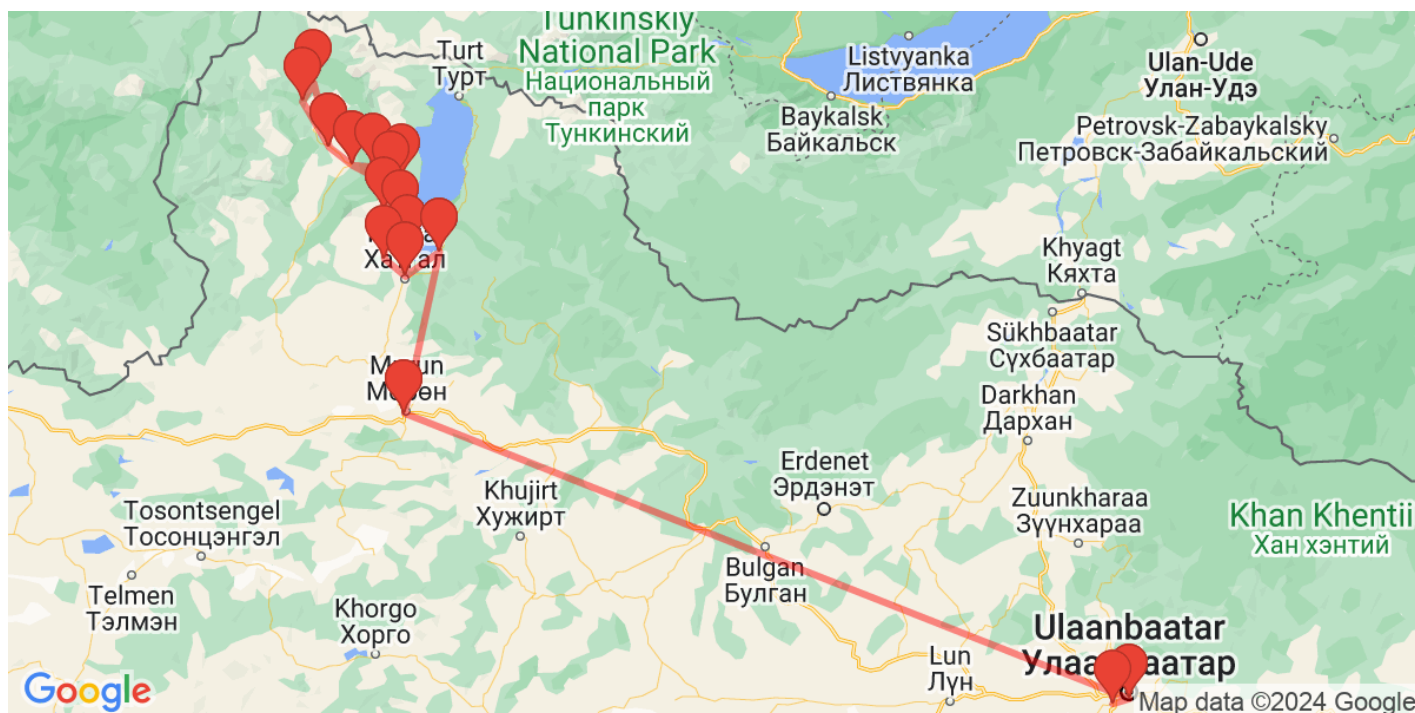 Tunkinskiy
National Park
Национальный
парк
Тункинский
Turt
Турт
Listvyanka
Листвянка
Ulan-Ude
Улан-Удэ
Baykalsk
Байкальск
Petrovsk-Zabaykalsky
Петровск-Забайкальский
Khyagt
Кяхта
Sükhbaatar
Сүхбаатар
Darkhan
Дархан
Erdenet
Эрдэнэт
Khujirt
Хужирт
Zuunkharaa
Зүүнхараа
Khan Khentii
Хан хэнтий
Tosontsengel
Тосонцэнгэл
Bulgan
Булган
Telmen
Тэлмэн
Khorgo
Хорго
Ulaanbaatar
Lun
Лүн
Google
Map data ©2024 Google